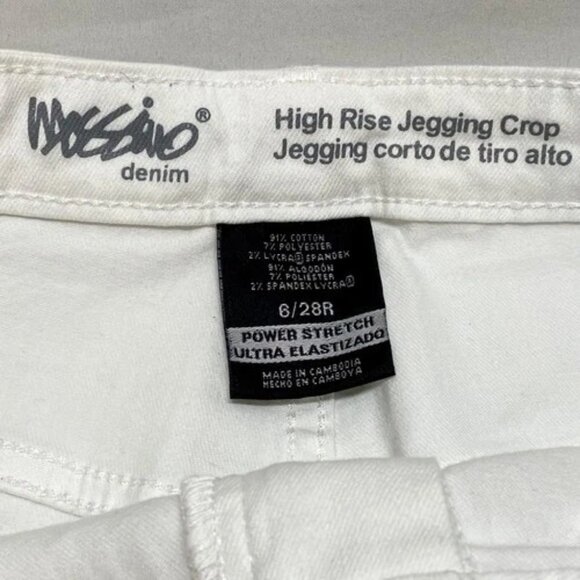 Mossimo®
denim
High Rise Jegging Crop
Jegging corto de tiro alto
91% COTTON
7% POLYESTER
2% LYCRA® SPANDEX
91% ALGODÓN
7% POLIÉSTER
2% SPANDEX LYCRA®
6/28R
POWER STRETCH
ULTRA ELASTIZADO
MADE IN CAMBODIA
HECHO EN CAMBOYA